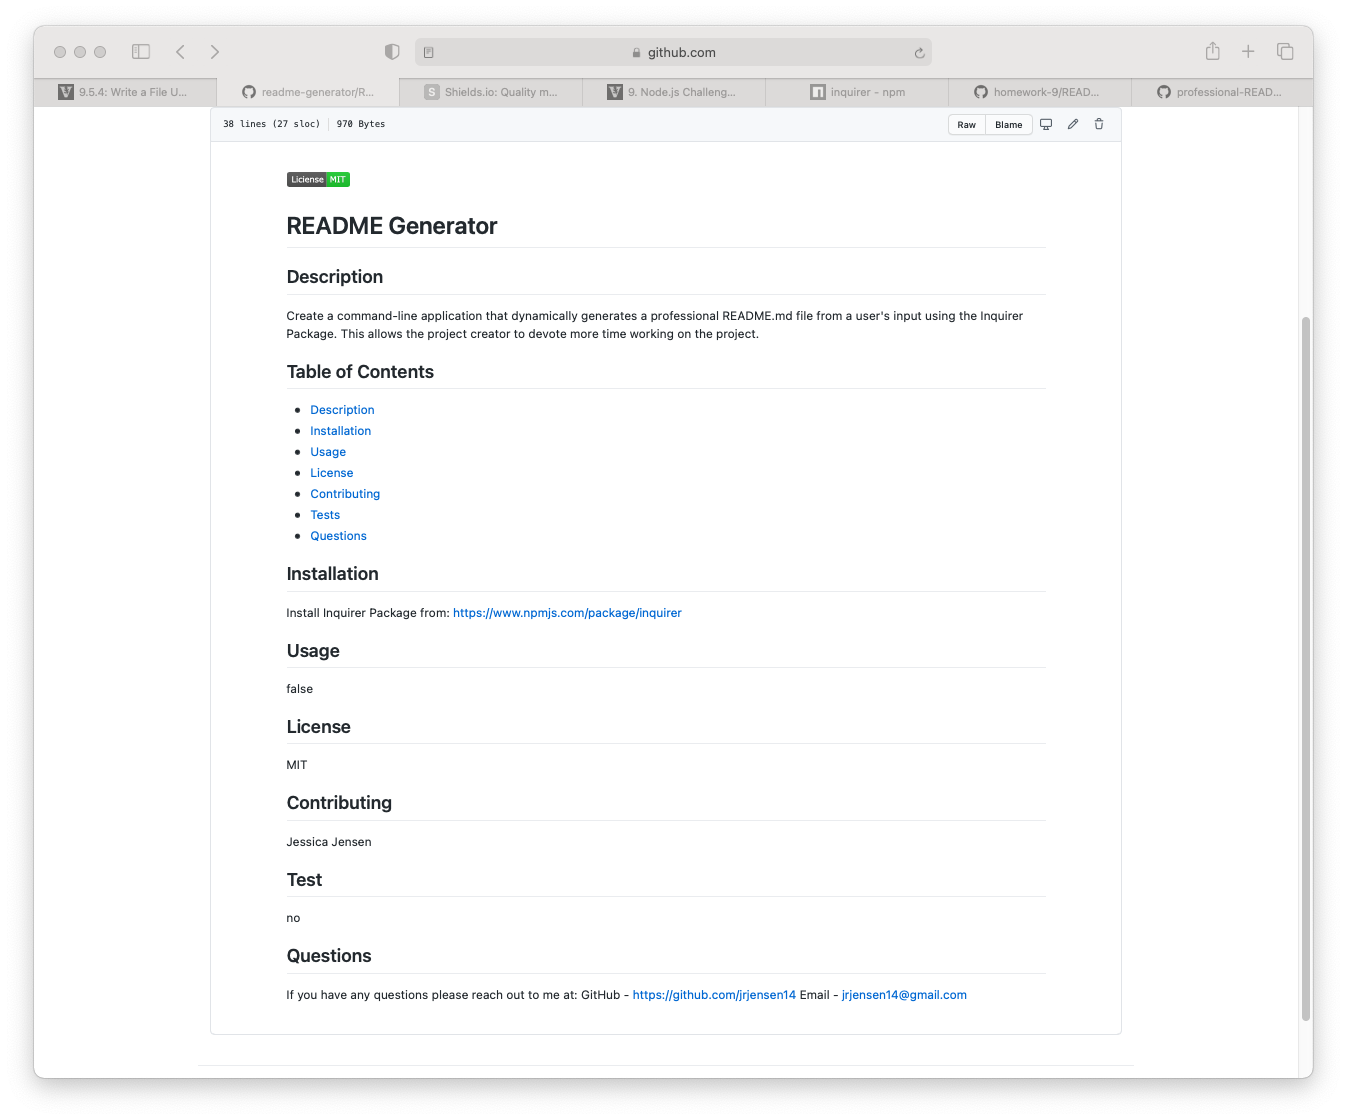 github.com
9.5.4: Write a File U...
readme-generator/R...
Shields.io: Quality m...
9. Node.js Challeng...
inquirer - npm
homework-9/READ...
professional-READ...
38 lines (27 sloc) 970 Bytes
Raw Blame
Liciense MIT
README Generator
Description
Create a command-line application that dynamically generates a professional README.md file from a user's input using the Inquirer
Package. This allows the project creator to devote more time working on the project.
Table of Contents
Description
Installation
Usage
License
Contributing
Tests
Questions
Installation
Install Inquirer Package from: https://www.npmjs.com/package/inquirer
Usage
false
License
MIT
Contributing
Jessica Jensen
Test
no
Questions
If you have any questions please reach out to me at: GitHub - https://github.com/jrjensen14 Email - jrjensen14@gmail.com